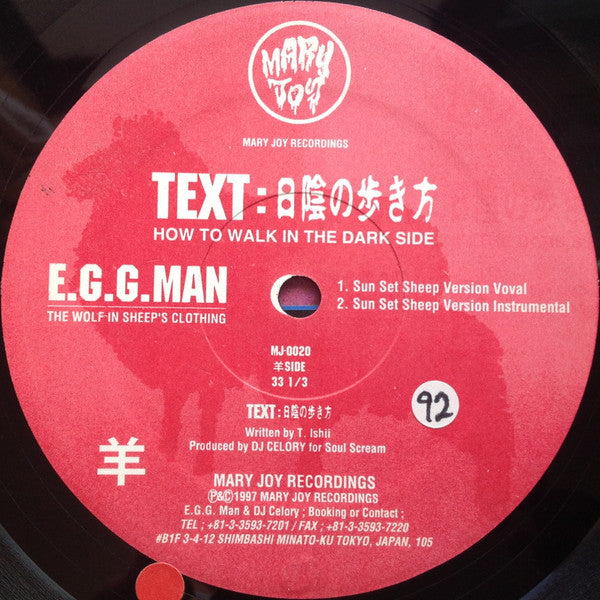 MARY
JOY
MARY JOY RECORDINGS
TEXT:日陰の歩き方
HOW TO WALK IN THE DARK SIDE
E.G.G.MAN
THE WOLF IN SHEEP'S CLOTHING
1. Sun Set Sheep Version Voval
2. Sun Set Sheep Version Instrumental
MJ-0020
羊SIDE
33 1/3
92
TEXT:日陰の歩き方
Written by T. Ishii
Produced by DJ CELORY for Soul Scream
羊
MARY JOY RECORDINGS
Ⓟ&©1997 MARY JOY RECORDINGS
E.G.G. Man & DJ Celory ; Booking or Contact ;
TEL ; +81-3-3593-7201 / FAX ; +81-3-3593-7220
#B1F 3-4-12 SHIMBASHI MINATO-KU TOKYO, JAPAN, 105